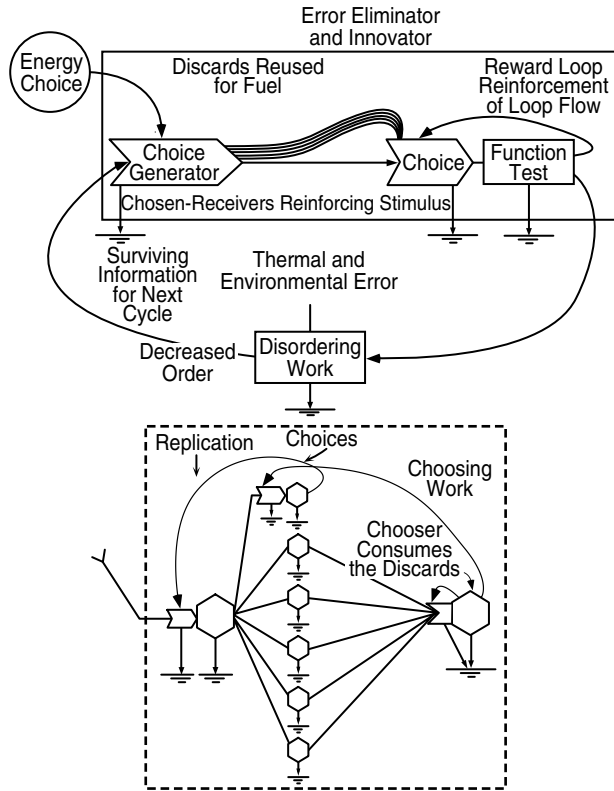 Error Eliminator
and Innovator
Energy
Choice
Discards Reused
for Fuel
Reward Loop
Reinforcement
of Loop Flow
Choice
Generator
Choice
Function
Test
Chosen-Receivers Reinforcing Stimulus
Surviving
Information
for Next
Cycle
Thermal and
Environmental Error
Decreased
Order
Disordering
Work
Replication
Choices
Choosing
Work
Chooser
Consumes
the Discards